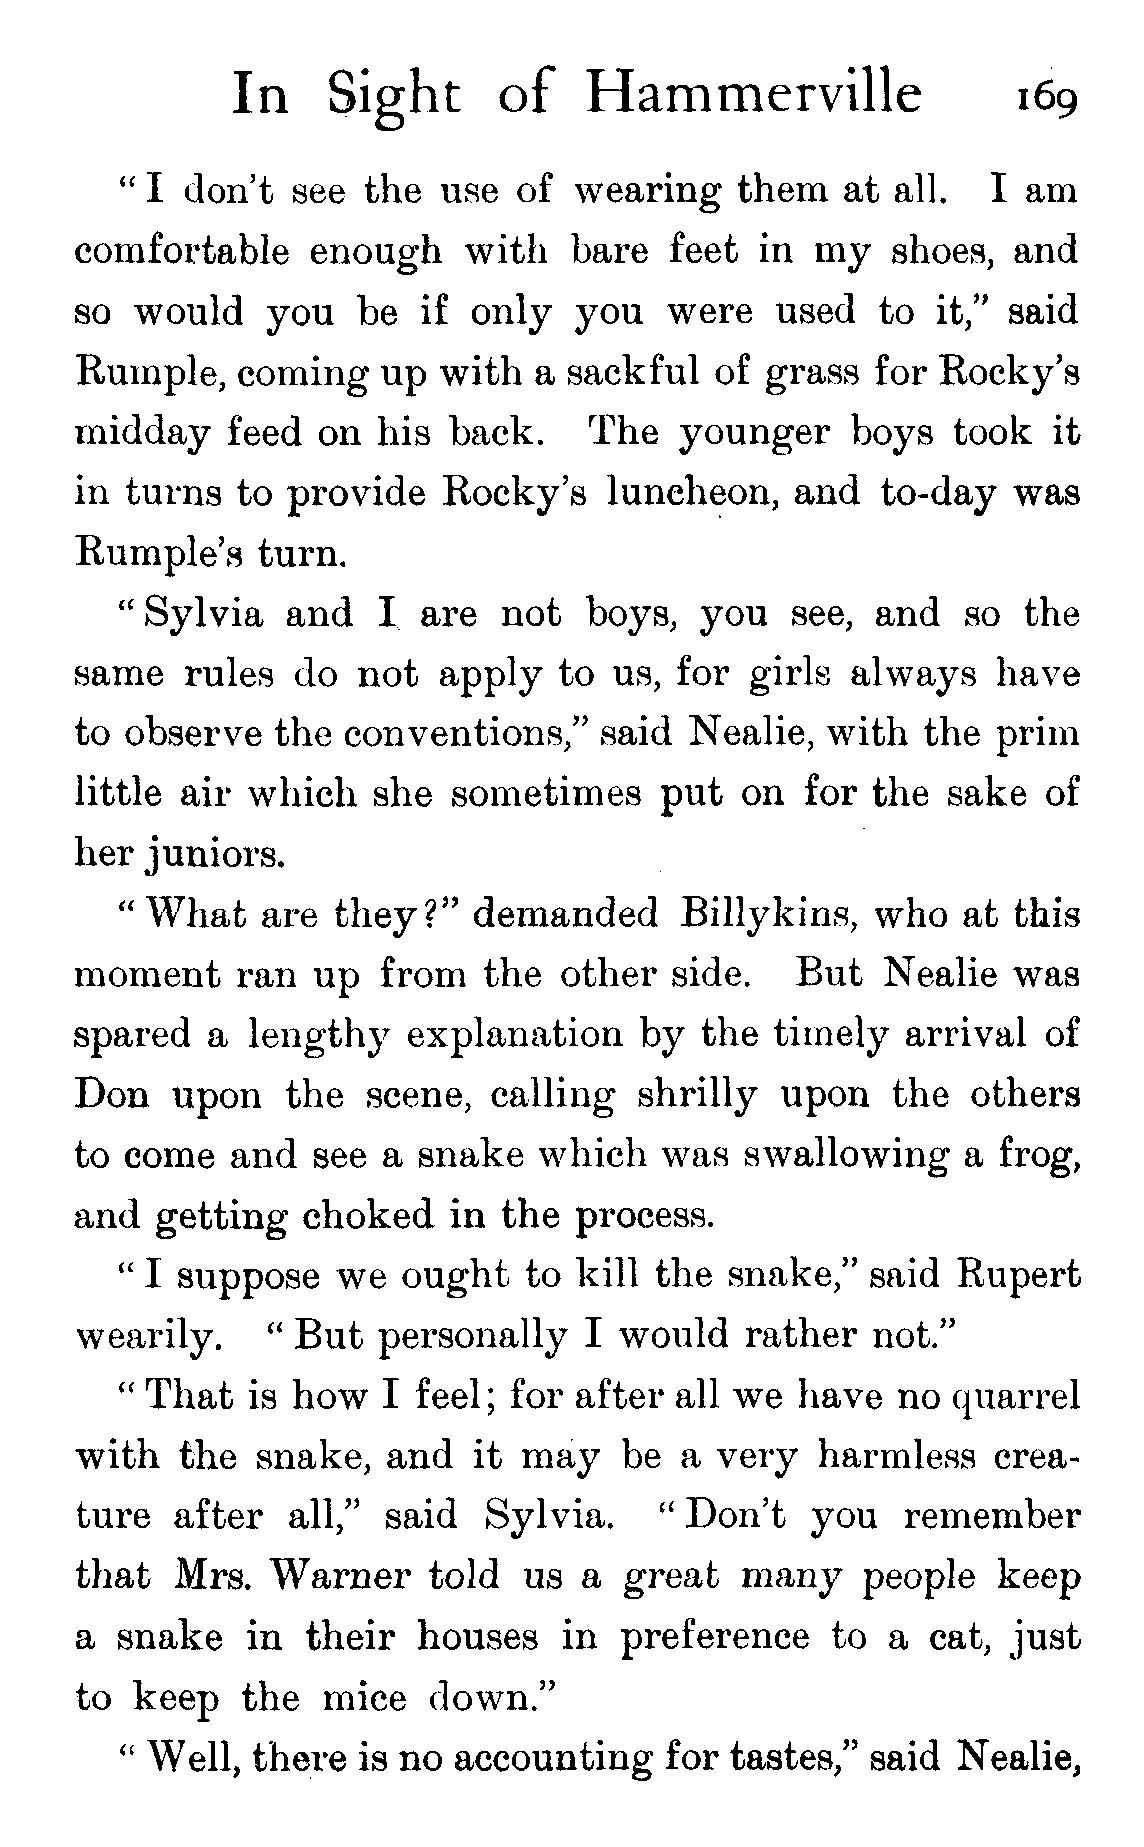 In Sight of Hammerville 169
“I don’t see the use of wearing them at all. I am
comfortable enough with bare feet in my shoes, and
so would you be if only you were used to it,” said
Rumple, coming up with a sackful of grass for Rocky’s
midday feed on his back. The younger boys took it
in turns to provide Rocky’s luncheon, and to-day was
Rumple’s turn.
“Sylvia and I are not boys, you see, and so the
same rules do not apply to us, for girls always have
to observe the conventions,” said Nealie, with the prim
little air which she sometimes put on for the sake of
her juniors.
“What are they?” demanded Billykins, who at this
moment ran up from the other side. But Nealie was
spared a lengthy explanation by the timely arrival of
Don upon the scene, calling shrilly upon the others
to come and see a snake which was swallowing a frog,
and getting choked in the process.
“I suppose we ought to kill the snake,” said Rupert
wearily. “But personally I would rather not.”
“That is how I feel; for after all we have no quarrel
with the snake, and it may be a very harmless crea-
ture after all,” said Sylvia. “Don’t you remember
that Mrs. Warner told us a great many people keep
a snake in their houses in preference to a cat, just
to keep the mice down.”
“Well, there is no accounting for tastes,” said Nealie,